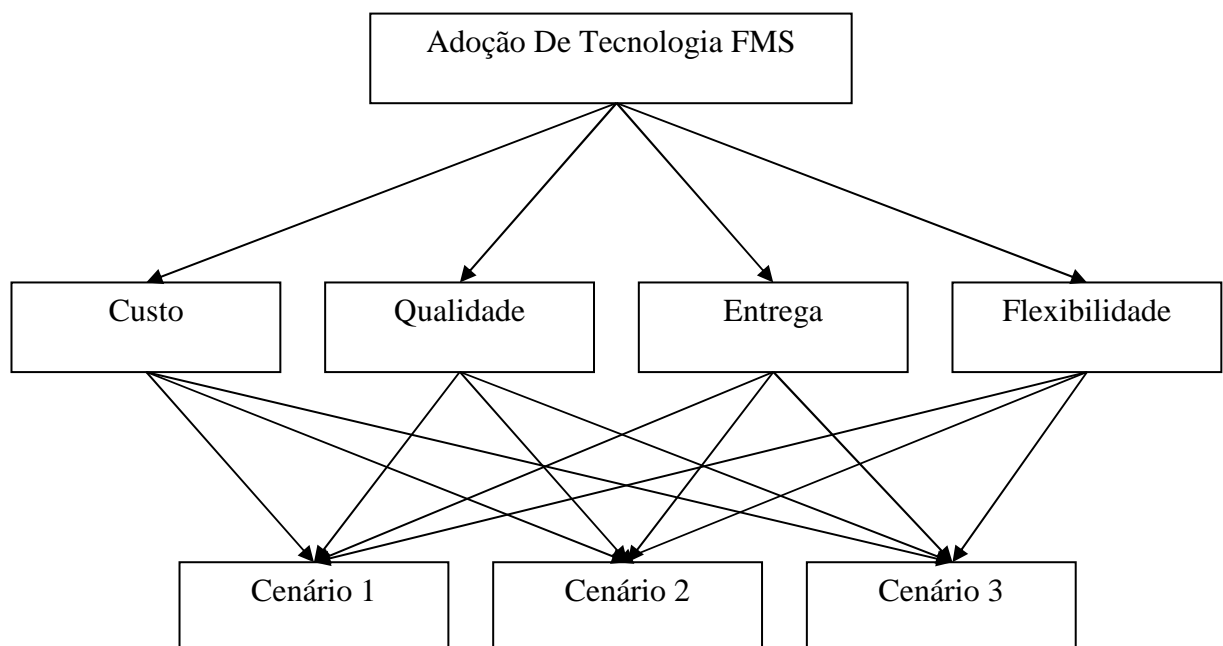 Adoção De Tecnologia FMS
Custo
Qualidade
Entrega
Flexibilidade
Cenário 1
Cenário 2
Cenário 3